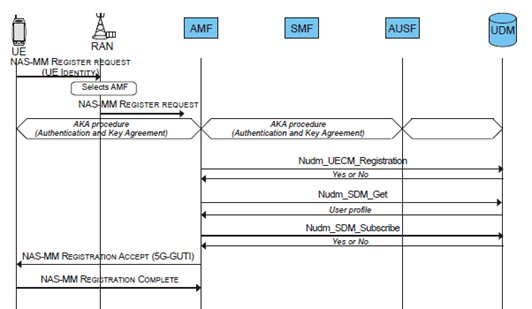 AMF
SMF
AUSF
UDM
UE
RAN
NAS-MM REGISTER REQUEST
(UE IDENTITY)
Selects AMF
NAS-MM REGISTER REQUEST
AKA procedure
(Authentication and Key Agreement)
AKA procedure
(Authentication and Key Agreement)
Nudm_UECM_Registration
Yes or No
Nudm_SDM_Get
User profile
Nudm_SDM_Subscribe
Yes or No
NAS-MM REGISTRATION ACCEPT (5G-GUTI)
NAS-MM REGISTRATION COMPLETE